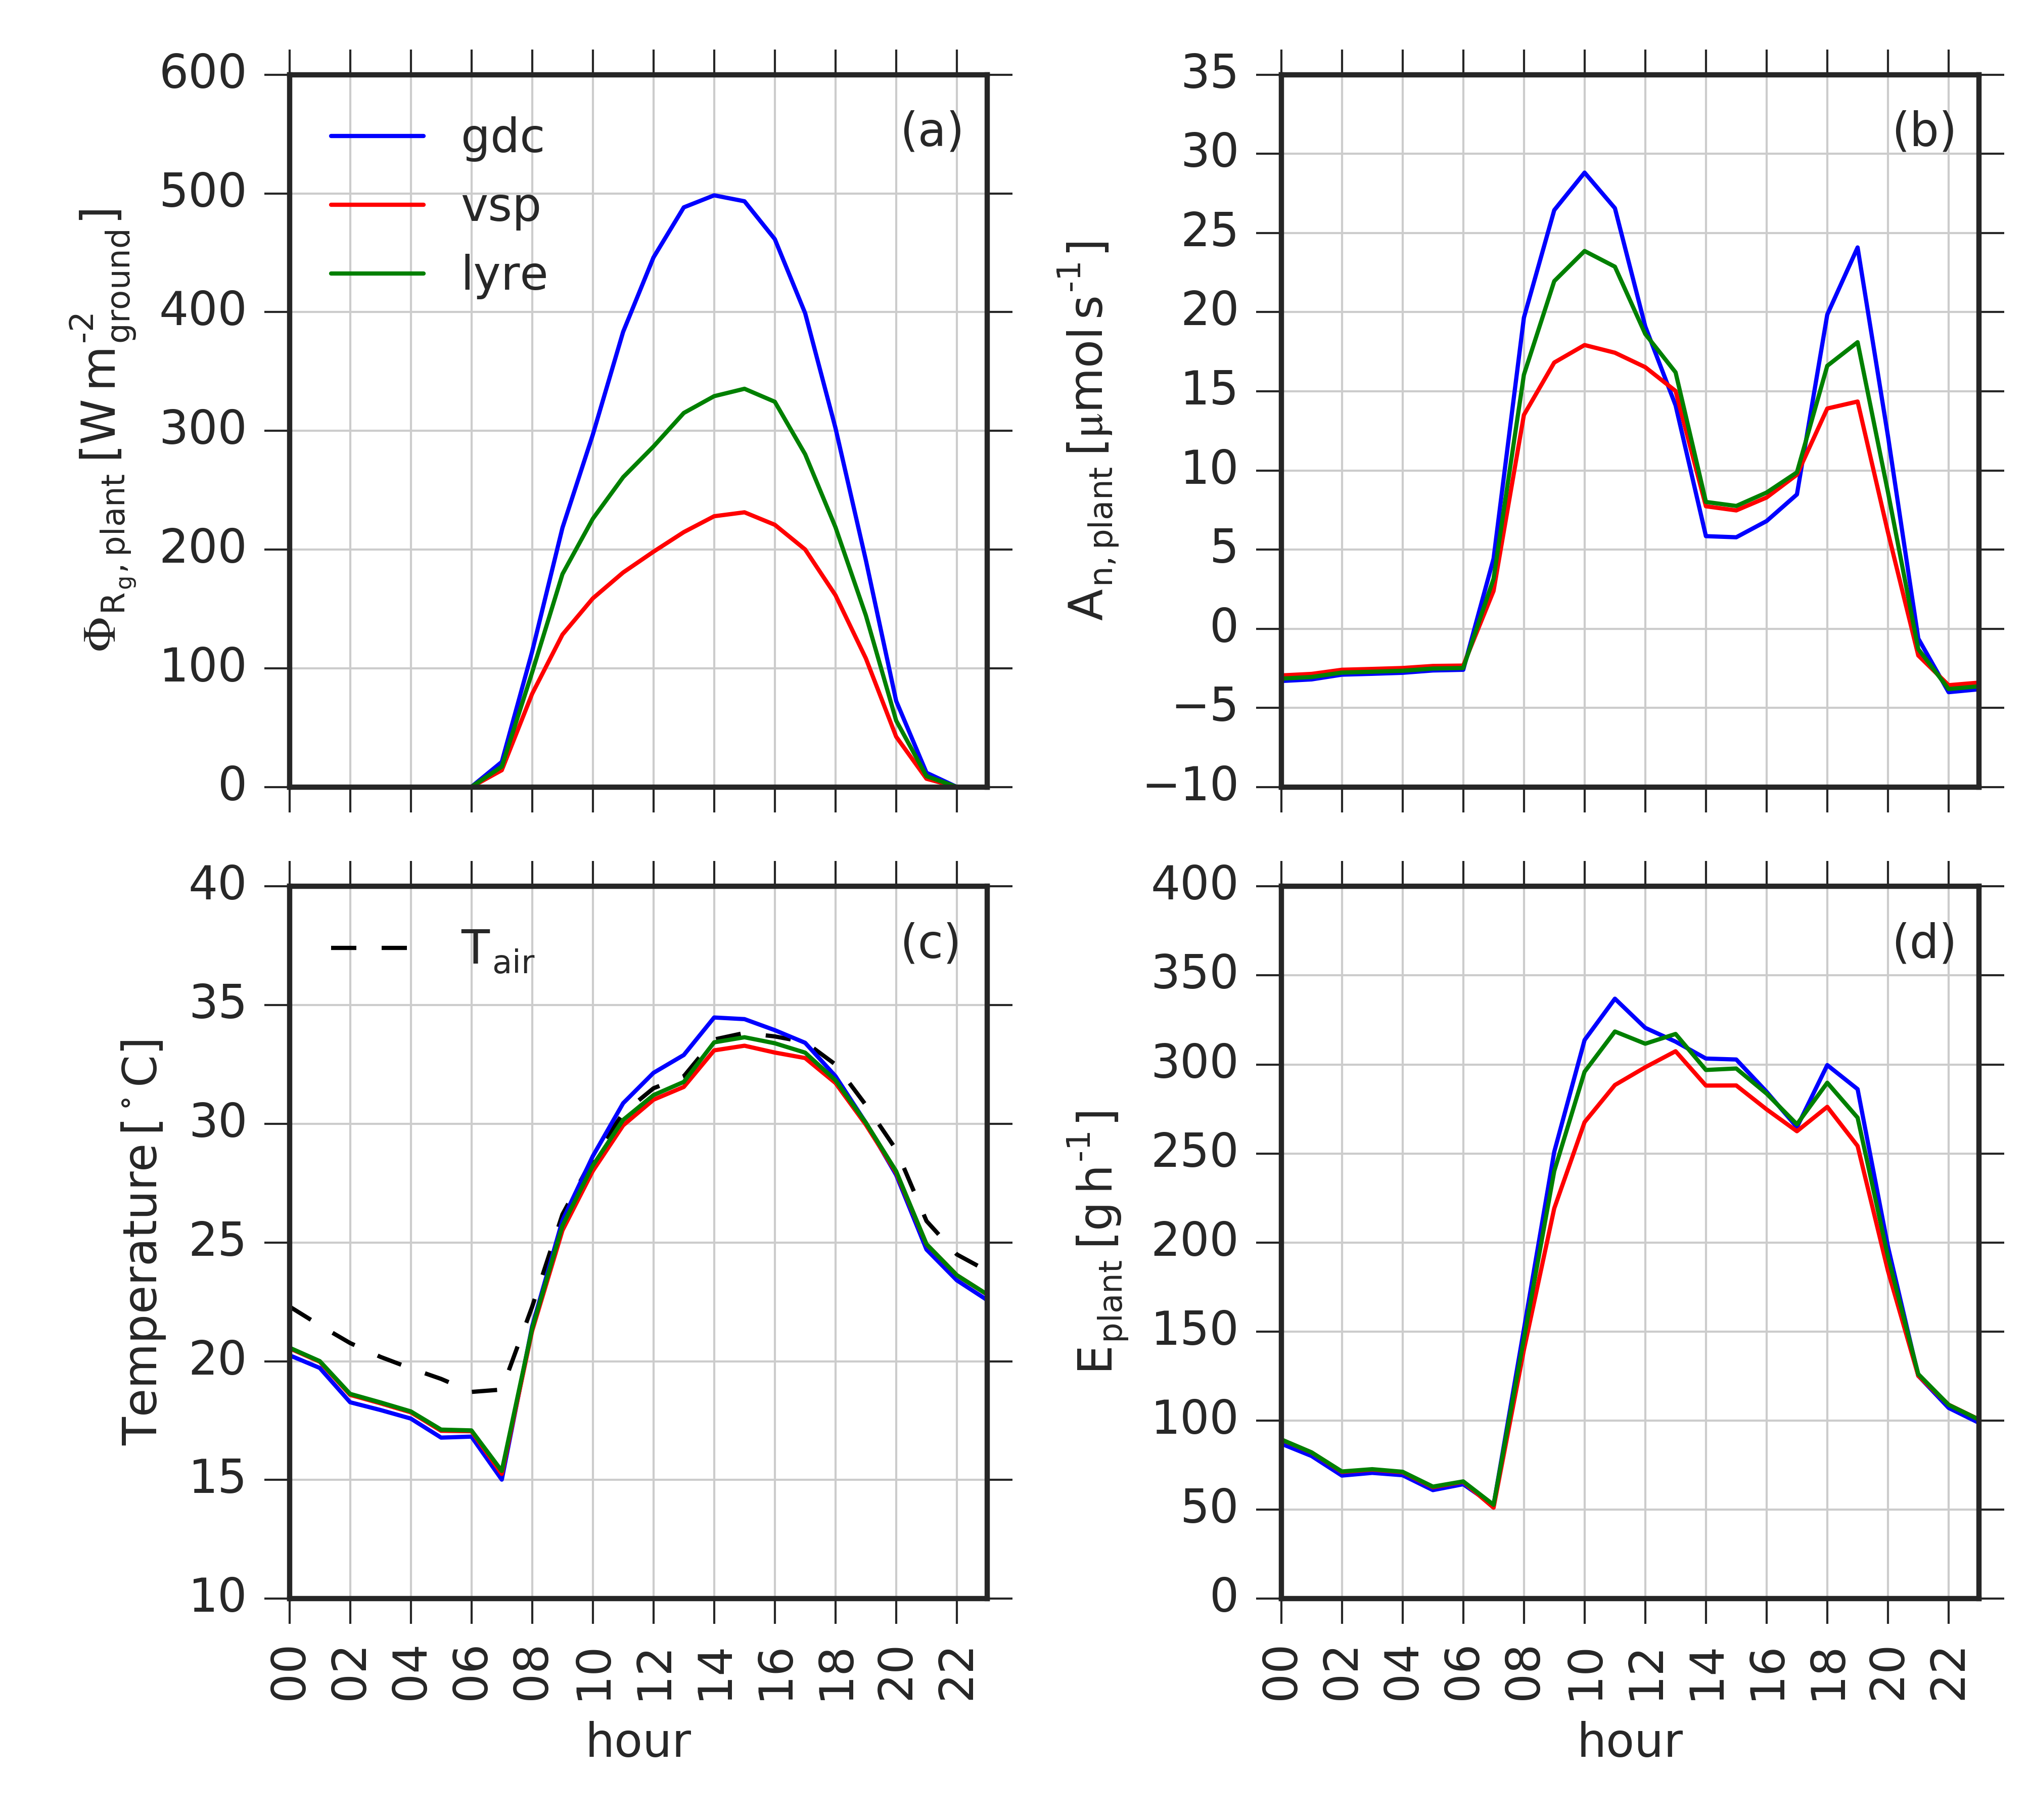 600
500
400
300
200
100
0
Φ_{R_g, plant} [W m^{-2}_{ground}]
gdc
vsp
lyre
(a)
35
30
25
20
15
10
5
0
−5
−10
A_{n, plant} [μmol s^{-1}]
(b)
40
35
30
25
20
15
10
Temperature [°C]
T_{air}
(c)
00 02 04 06 08 10 12 14 16 18 20 22
hour
400
350
300
250
200
150
100
50
0
E_{plant} [g h^{-1}]
(d)
00 02 04 06 08 10 12 14 16 18 20 22
hour